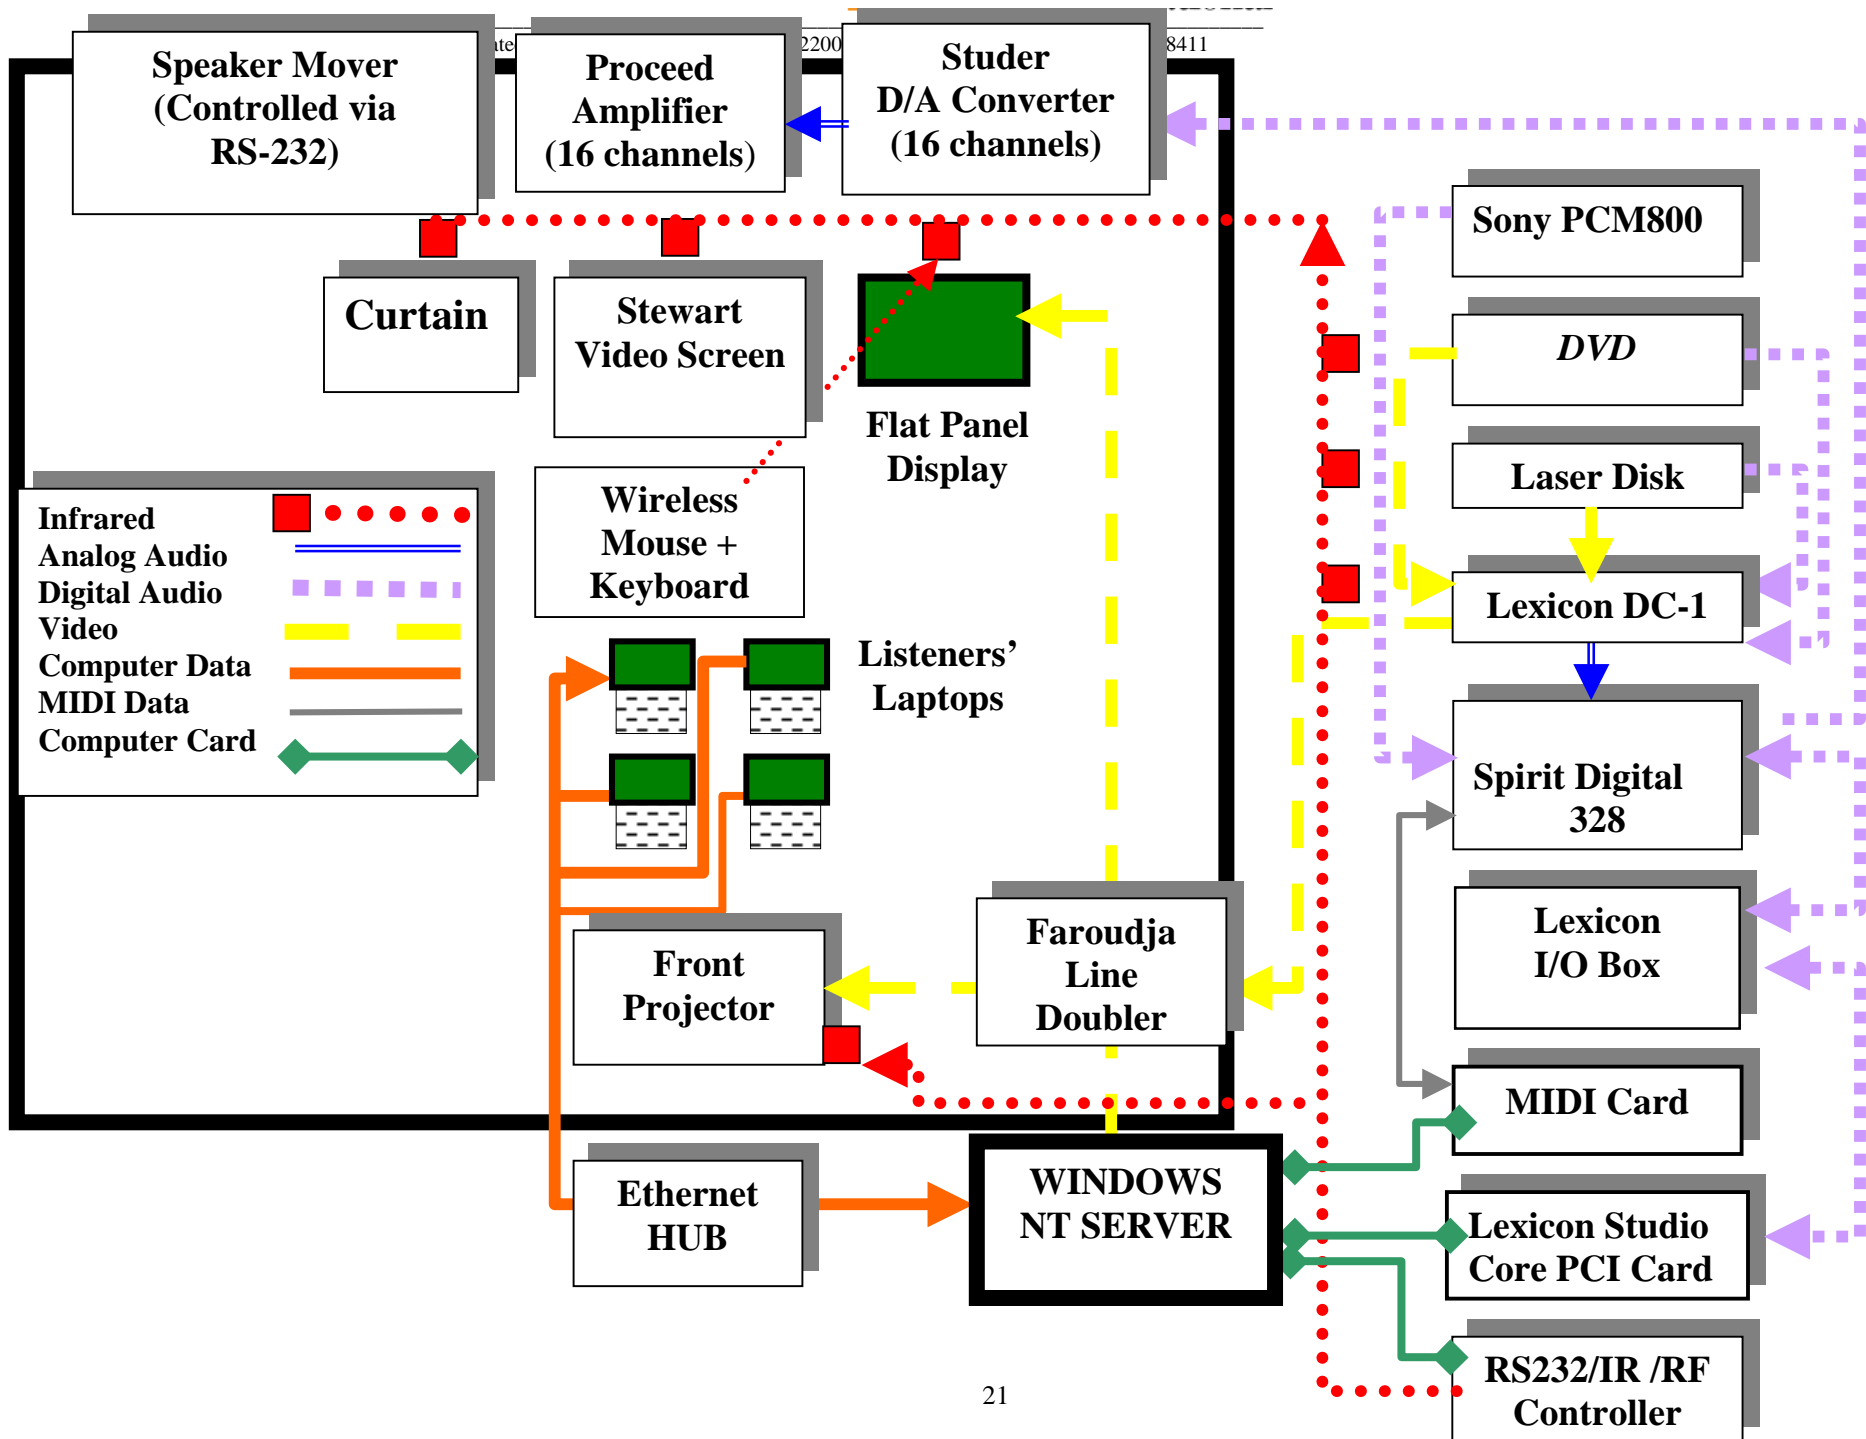 2200
8411
Speaker Mover
(Controlled via
RS-232)
Proceed
Amplifier
(16 channels)
Studer
D/A Converter
(16 channels)
Sony PCM800
Curtain
Stewart
Video Screen
DVD
Flat Panel
Display
Laser Disk
Infrared
Analog Audio
Digital Audio
Video
Computer Data
MIDI Data
Computer Card
Wireless
Mouse +
Keyboard
Lexicon DC-1
Listeners’
Laptops
Spirit Digital
328
Lexicon
I/O Box
Front
Projector
Faroudja
Line
Doubler
MIDI Card
Ethernet
HUB
WINDOWS
NT SERVER
Lexicon Studio
Core PCI Card
RS232/IR /RF
Controller
21